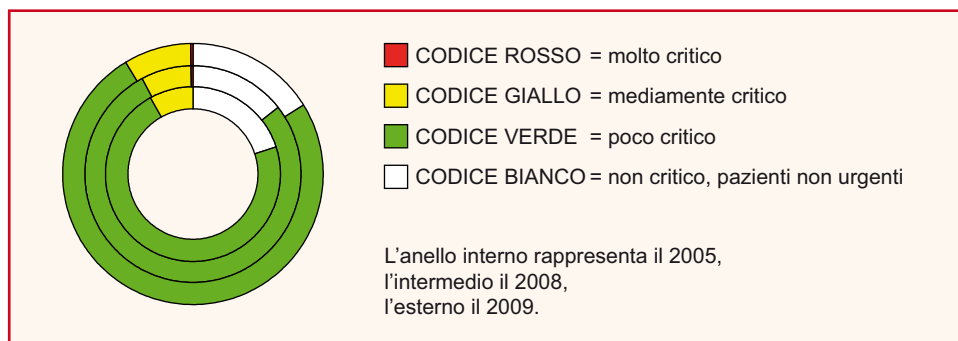 CODICE ROSSO = molto critico
CODICE GIALLO = mediamente critico
CODICE VERDE = poco critico
CODICE BIANCO = non critico, pazienti non urgenti
L’anello interno rappresenta il 2005,
l’intermedio il 2008,
l’esterno il 2009.